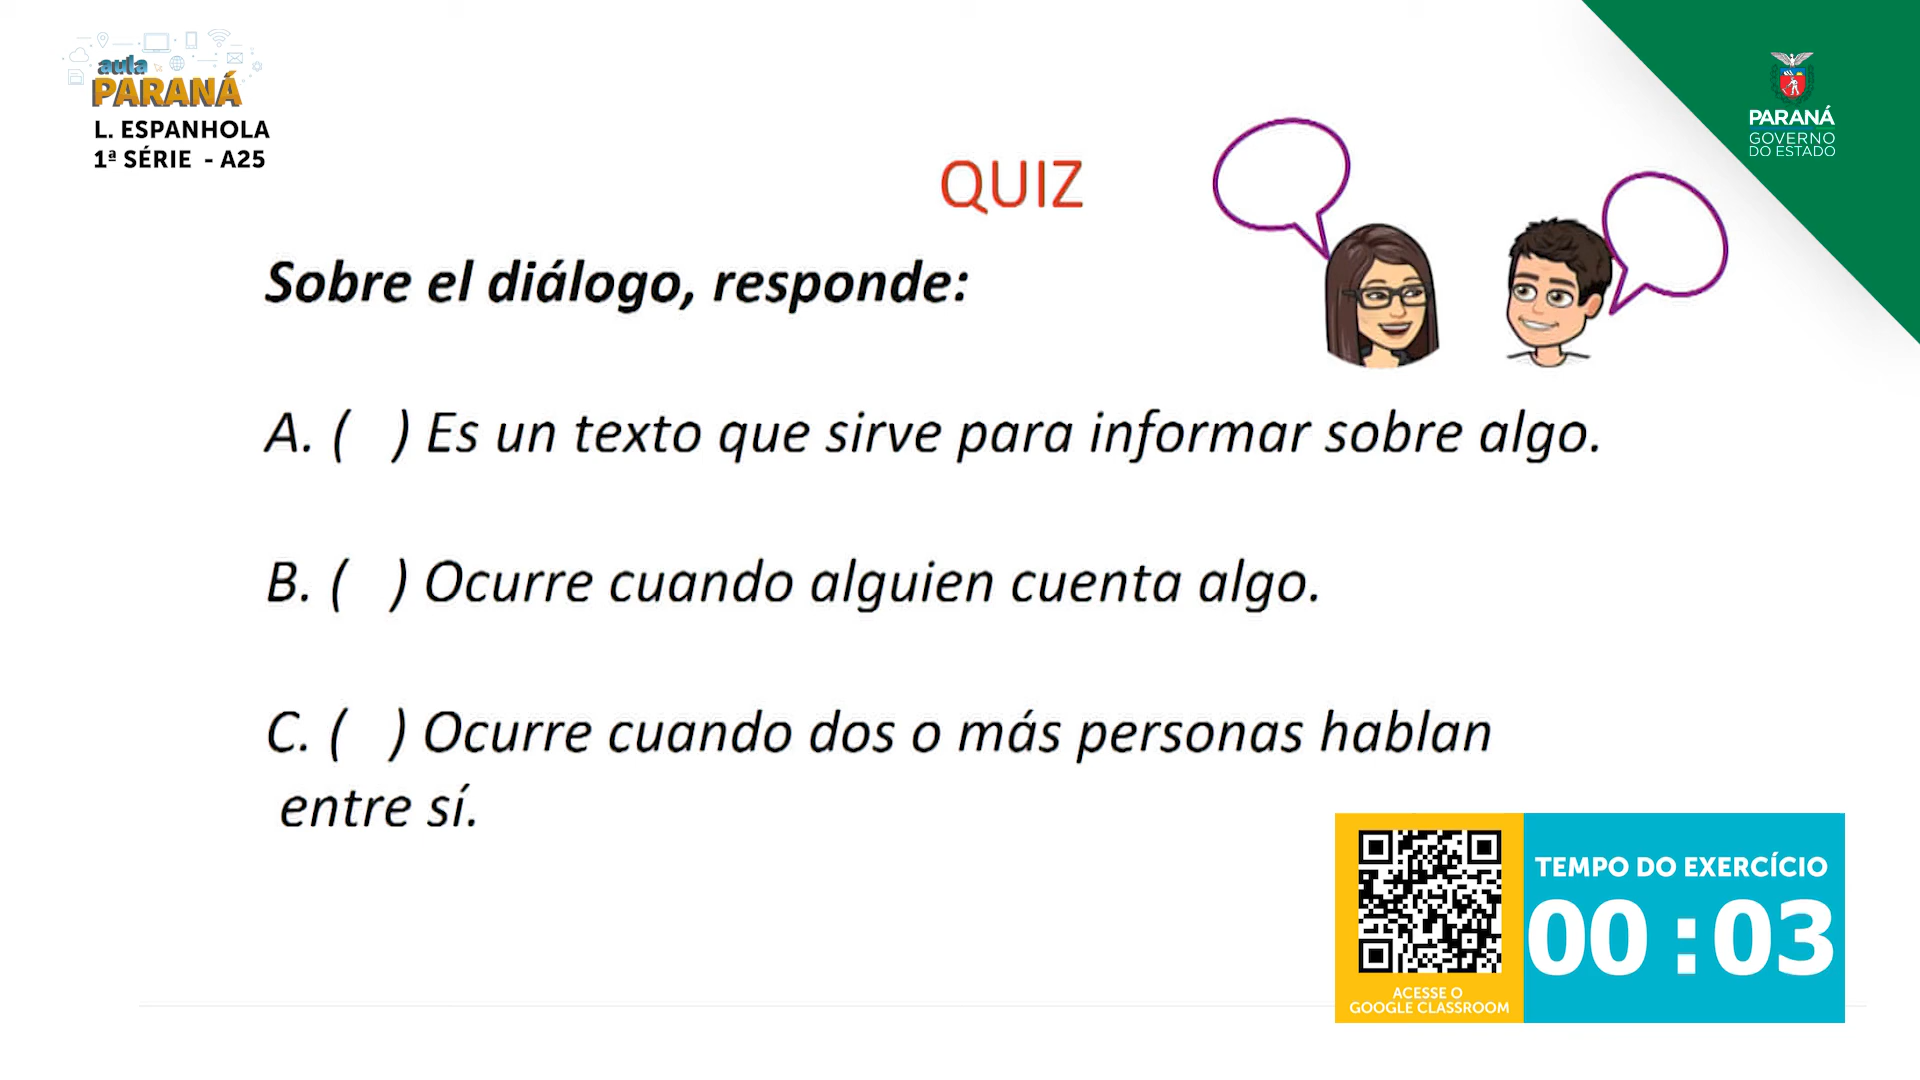 aula
PARANÁ
L. ESPANHOLA
1ª SÉRIE - A25
PARANÁ
GOVERNO
DO ESTADO
QUIZ
Sobre el diálogo, responde:
A. (   ) Es un texto que sirve para informar sobre algo.
B. (   ) Ocurre cuando alguien cuenta algo.
C. (   ) Ocurre cuando dos o más personas hablan
entre sí.
TEMPO DO EXERCÍCIO
00 : 03
ACESSE O
GOOGLE CLASSROOM